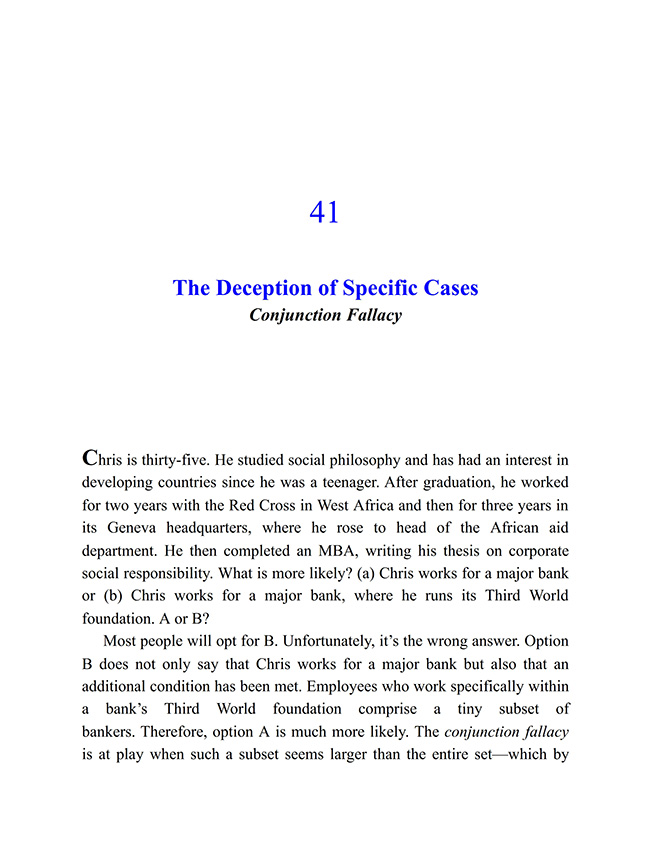 41
The Deception of Specific Cases
Conjunction Fallacy
Chris is thirty-five. He studied social philosophy and has had an interest in
developing countries since he was a teenager. After graduation, he worked
for two years with the Red Cross in West Africa and then for three years in
its Geneva headquarters, where he rose to head of the African aid
department. He then completed an MBA, writing his thesis on corporate
social responsibility. What is more likely? (a) Chris works for a major bank
or (b) Chris works for a major bank, where he runs its Third World
foundation. A or B?
Most people will opt for B. Unfortunately, it’s the wrong answer. Option
B does not only say that Chris works for a major bank but also that an
additional condition has been met. Employees who work specifically within
a bank’s Third World foundation comprise a tiny subset of
bankers. Therefore, option A is much more likely. The conjunction fallacy
is at play when such a subset seems larger than the entire set—which by